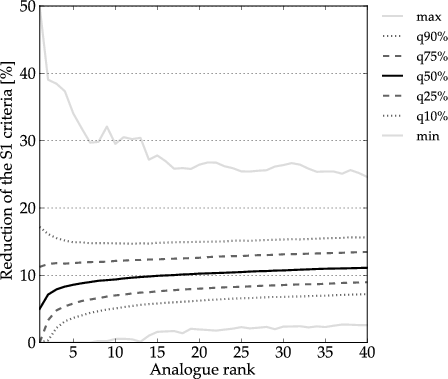 Reduction of the S1 criteria [%]
50
40
30
20
10
0
5 10 15 20 25 30 35 40
Analogue rank
max
q90%
q75%
q50%
q25%
q10%
min